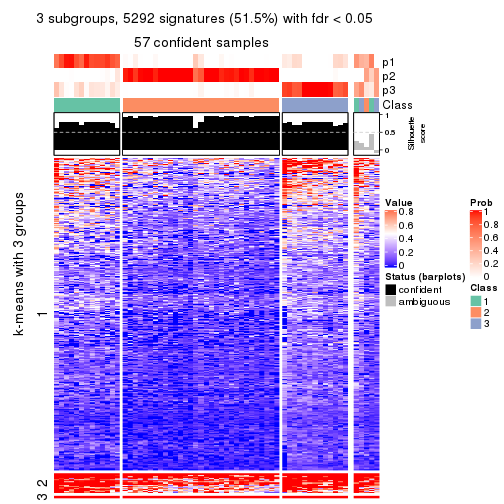 3 subgroups, 5292 signatures (51.5%) with fdr < 0.05
57 confident samples
p1
p2
p3
Class
1
0.5
0
Silhouette
score
k-means with 3 groups
1
2
3
Value
0.8
0.6
0.4
0.2
0
Status (barplots)
confident
ambiguous
Prob
1
0.8
0.6
0.4
0.2
0
Class
1
2
3